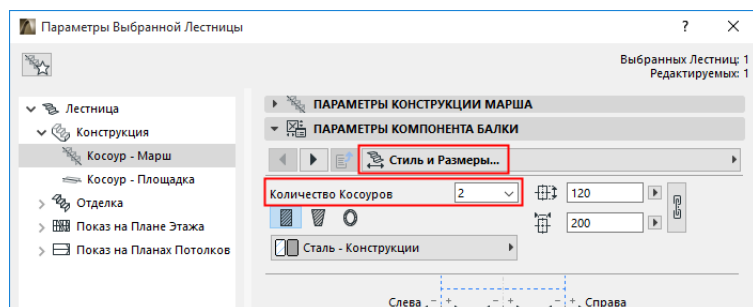 Параметры Выбранной Лестницы
?
Выбранных Лестниц: 1
Редактируемых: 1
Лестница
Конструкция
Косоур - Марш
Косоур - Площадка
Отделка
Показ на Плане Этажа
Показ на Планах Потолков
ПАРАМЕТРЫ КОНСТРУКЦИИ МАРША
ПАРАМЕТРЫ КОМПОНЕНТА БАЛКИ
Стиль и Размеры...
Количество Косоуров 2 120
200
Сталь - Конструкции
Слева - + - + - + Справа